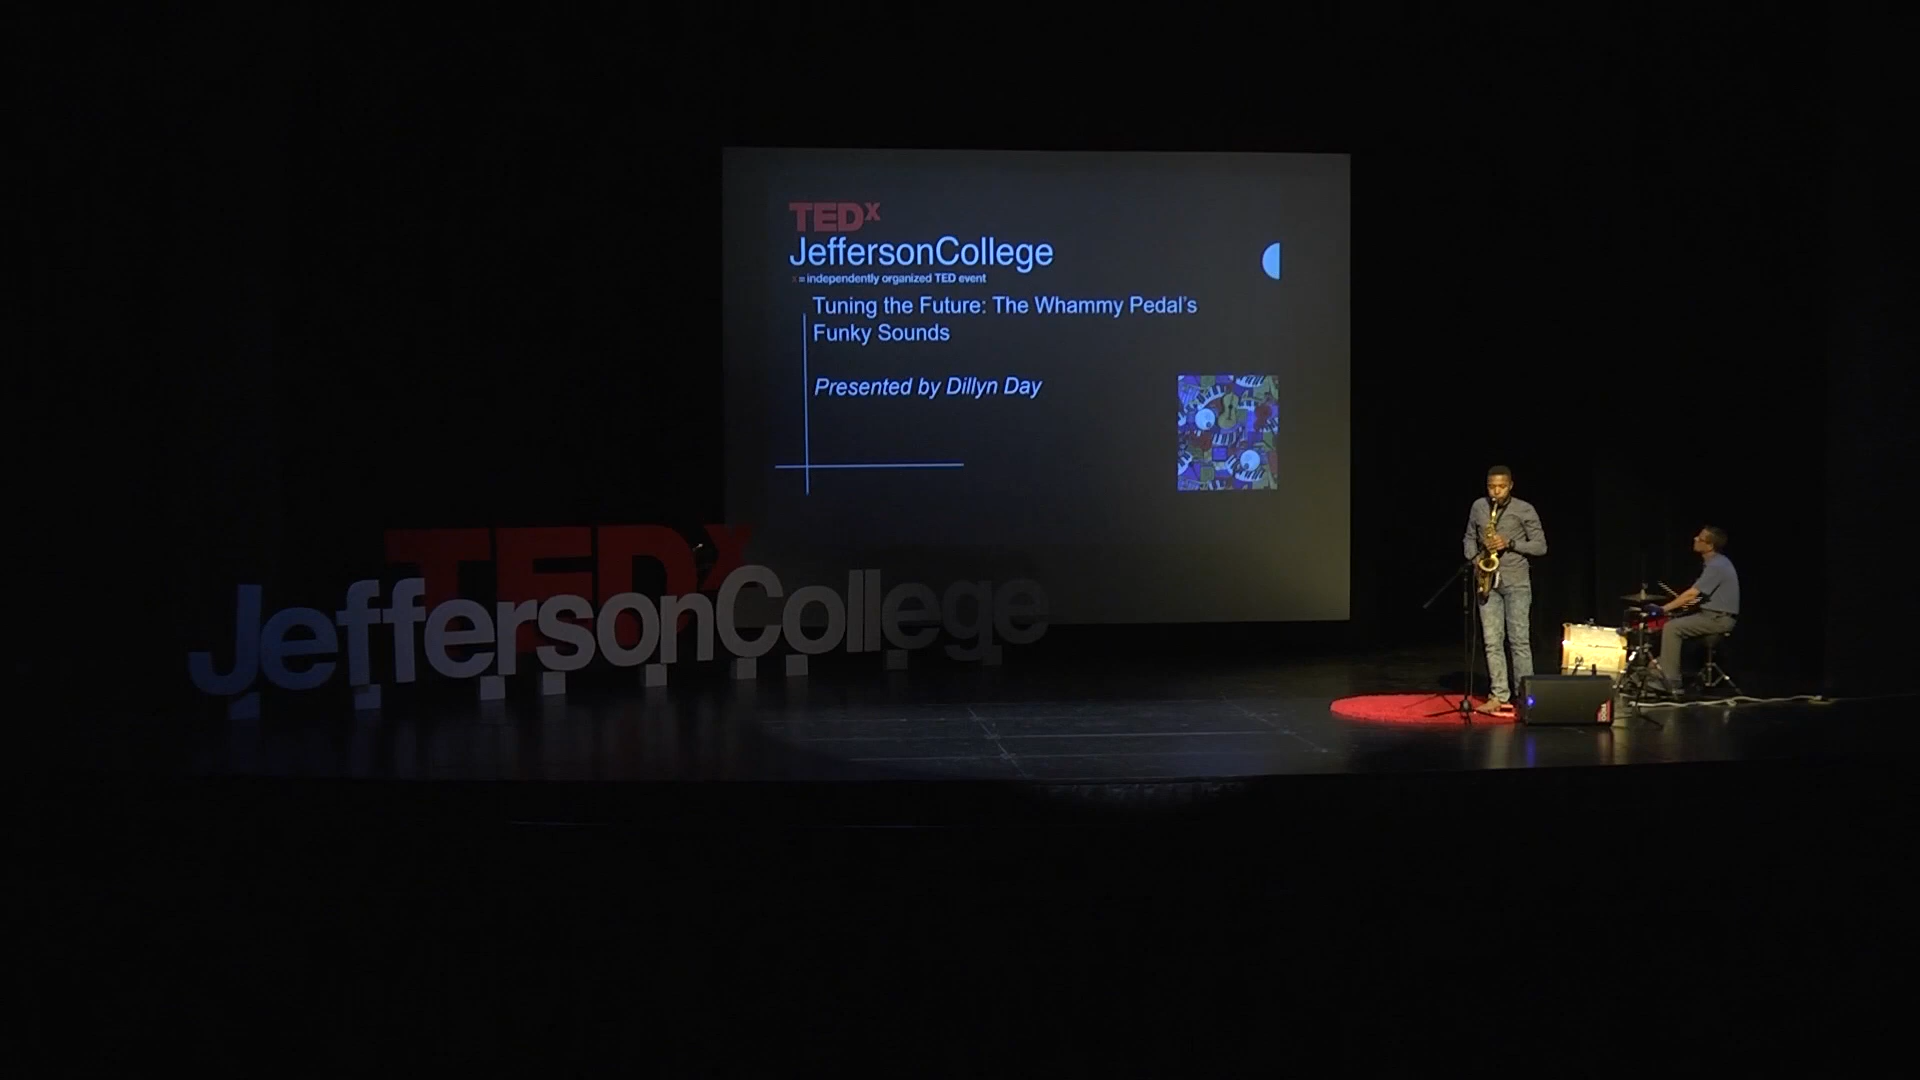 TEDx
JeffersonCollege
x = independently organized TED event
Tuning the Future: The Whammy Pedal's
Funky Sounds
Presented by Dillyn Day
TEDx
JeffersonCollege